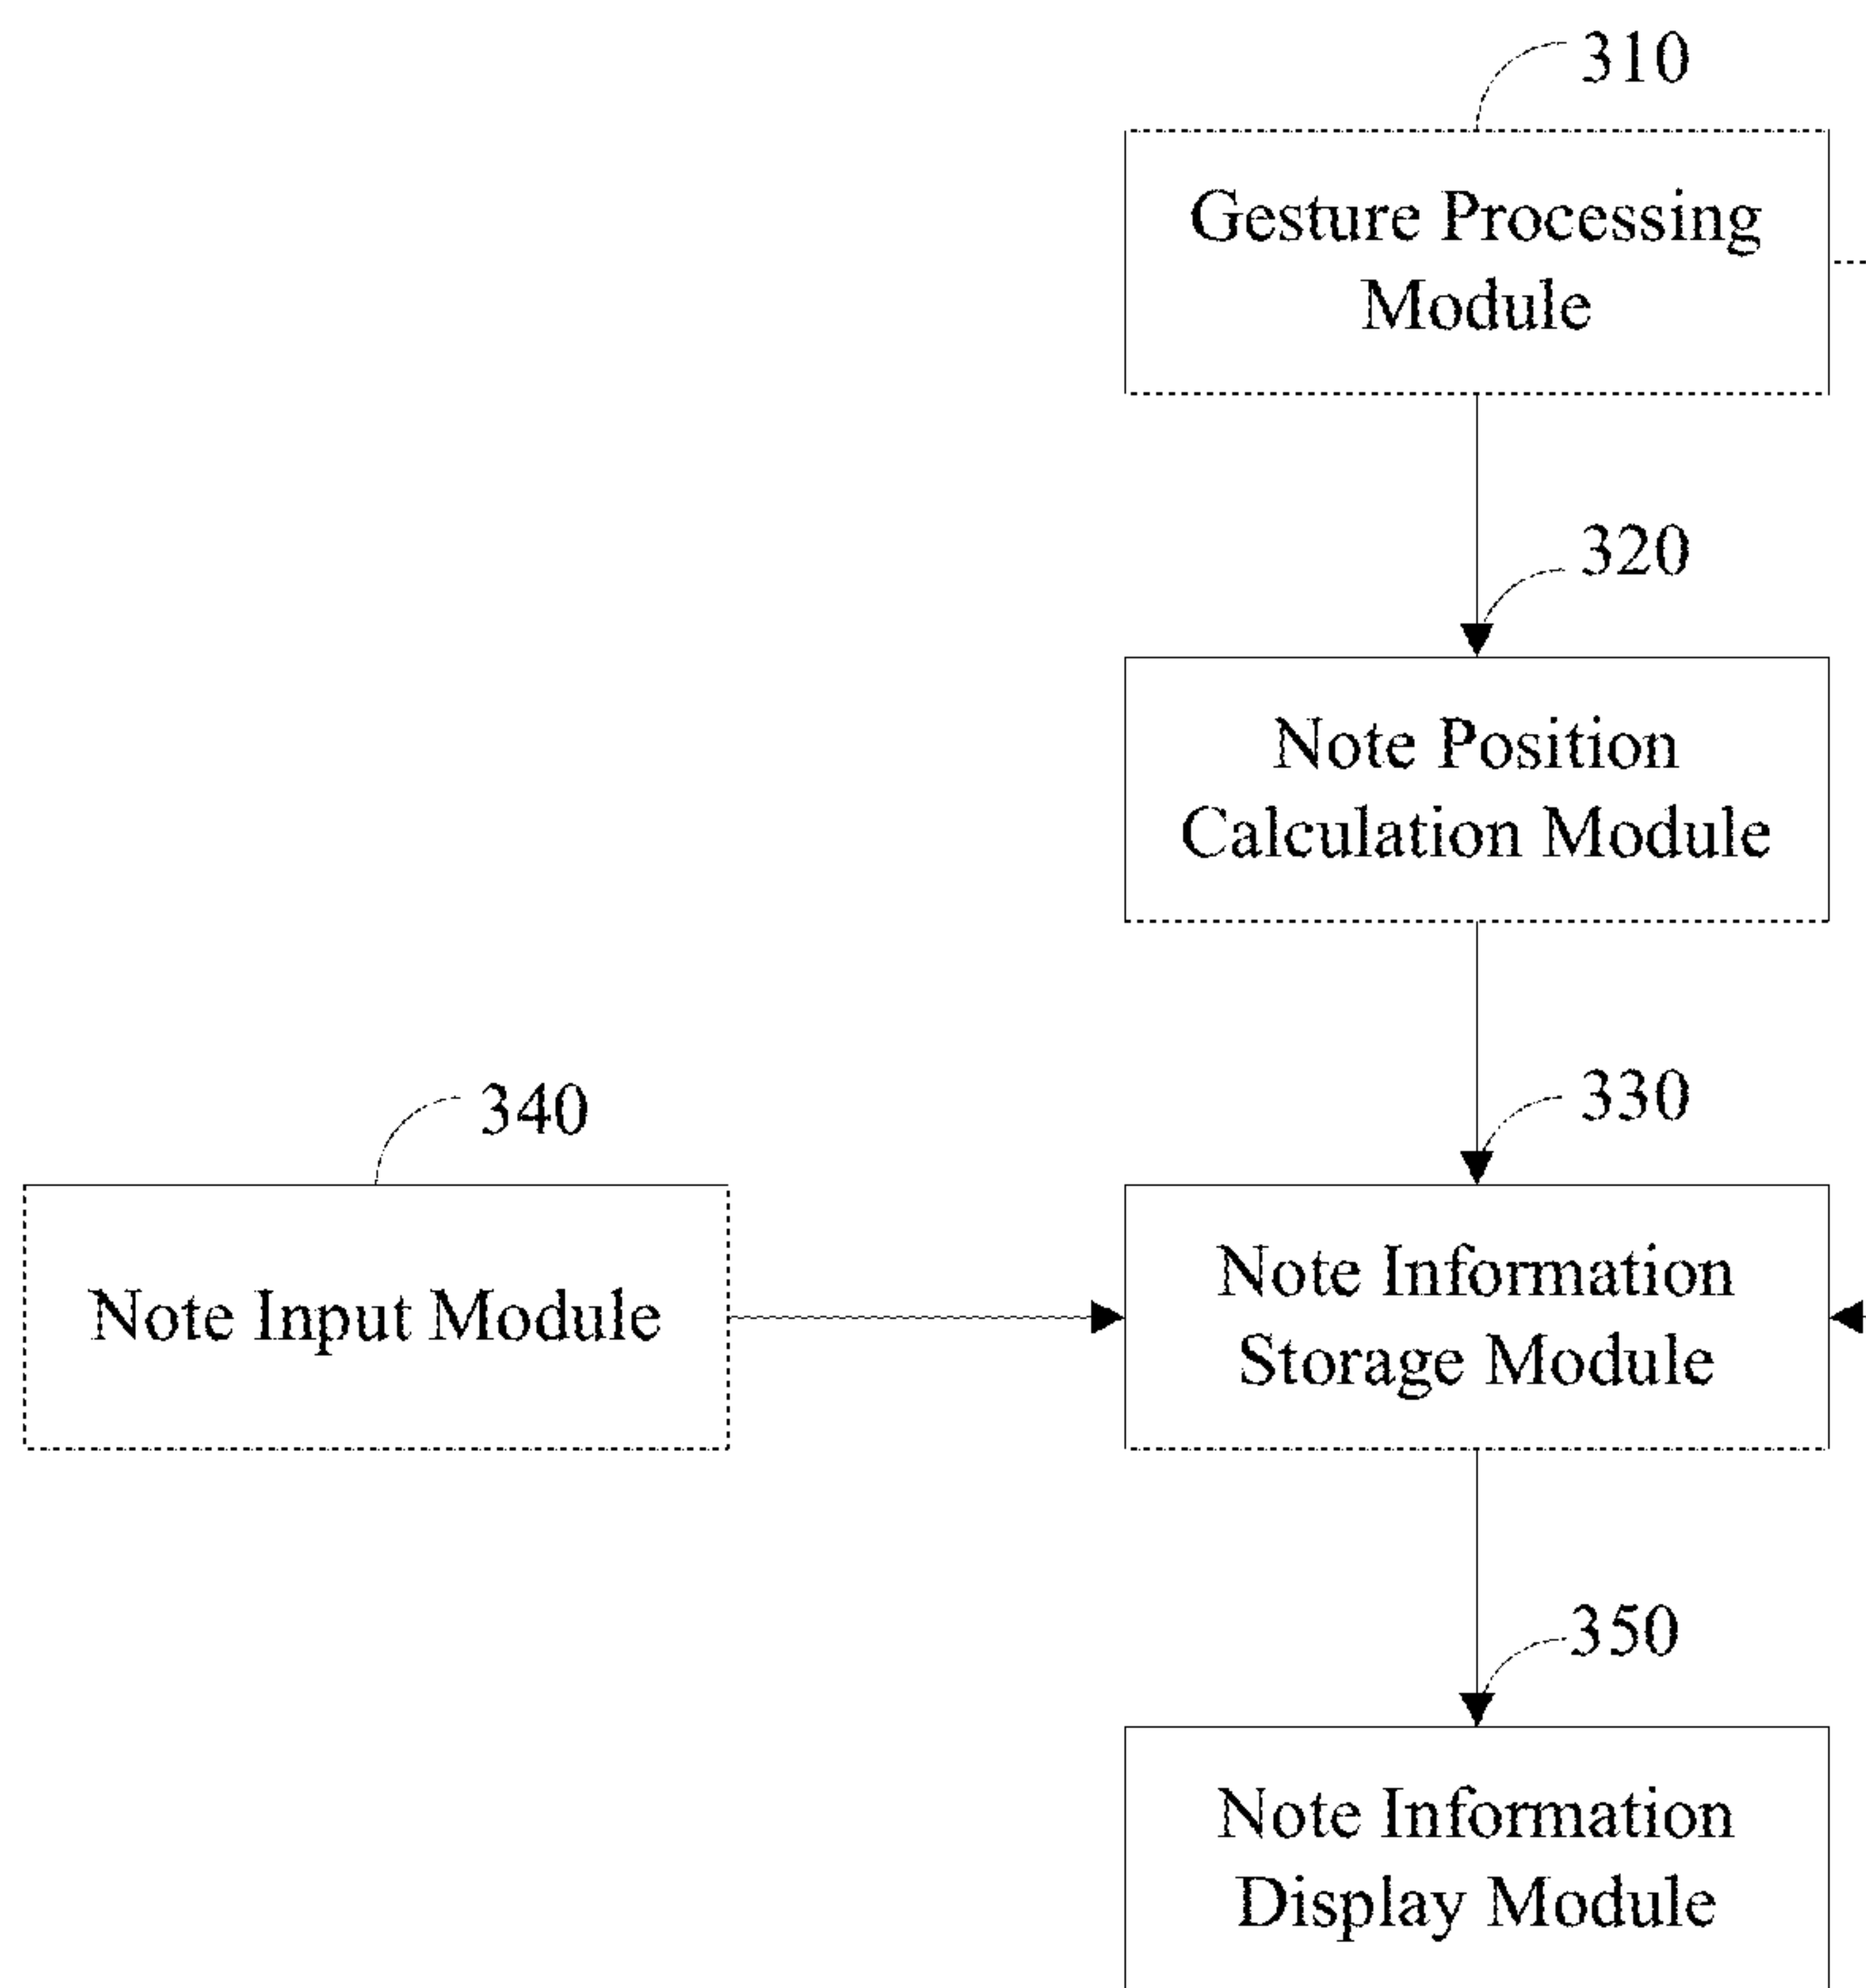 310
Gesture Processing
Module
320
Note Position
Calculation Module
330
340
Note Input Module
Note Information
Storage Module
350
Note Information
Display Module